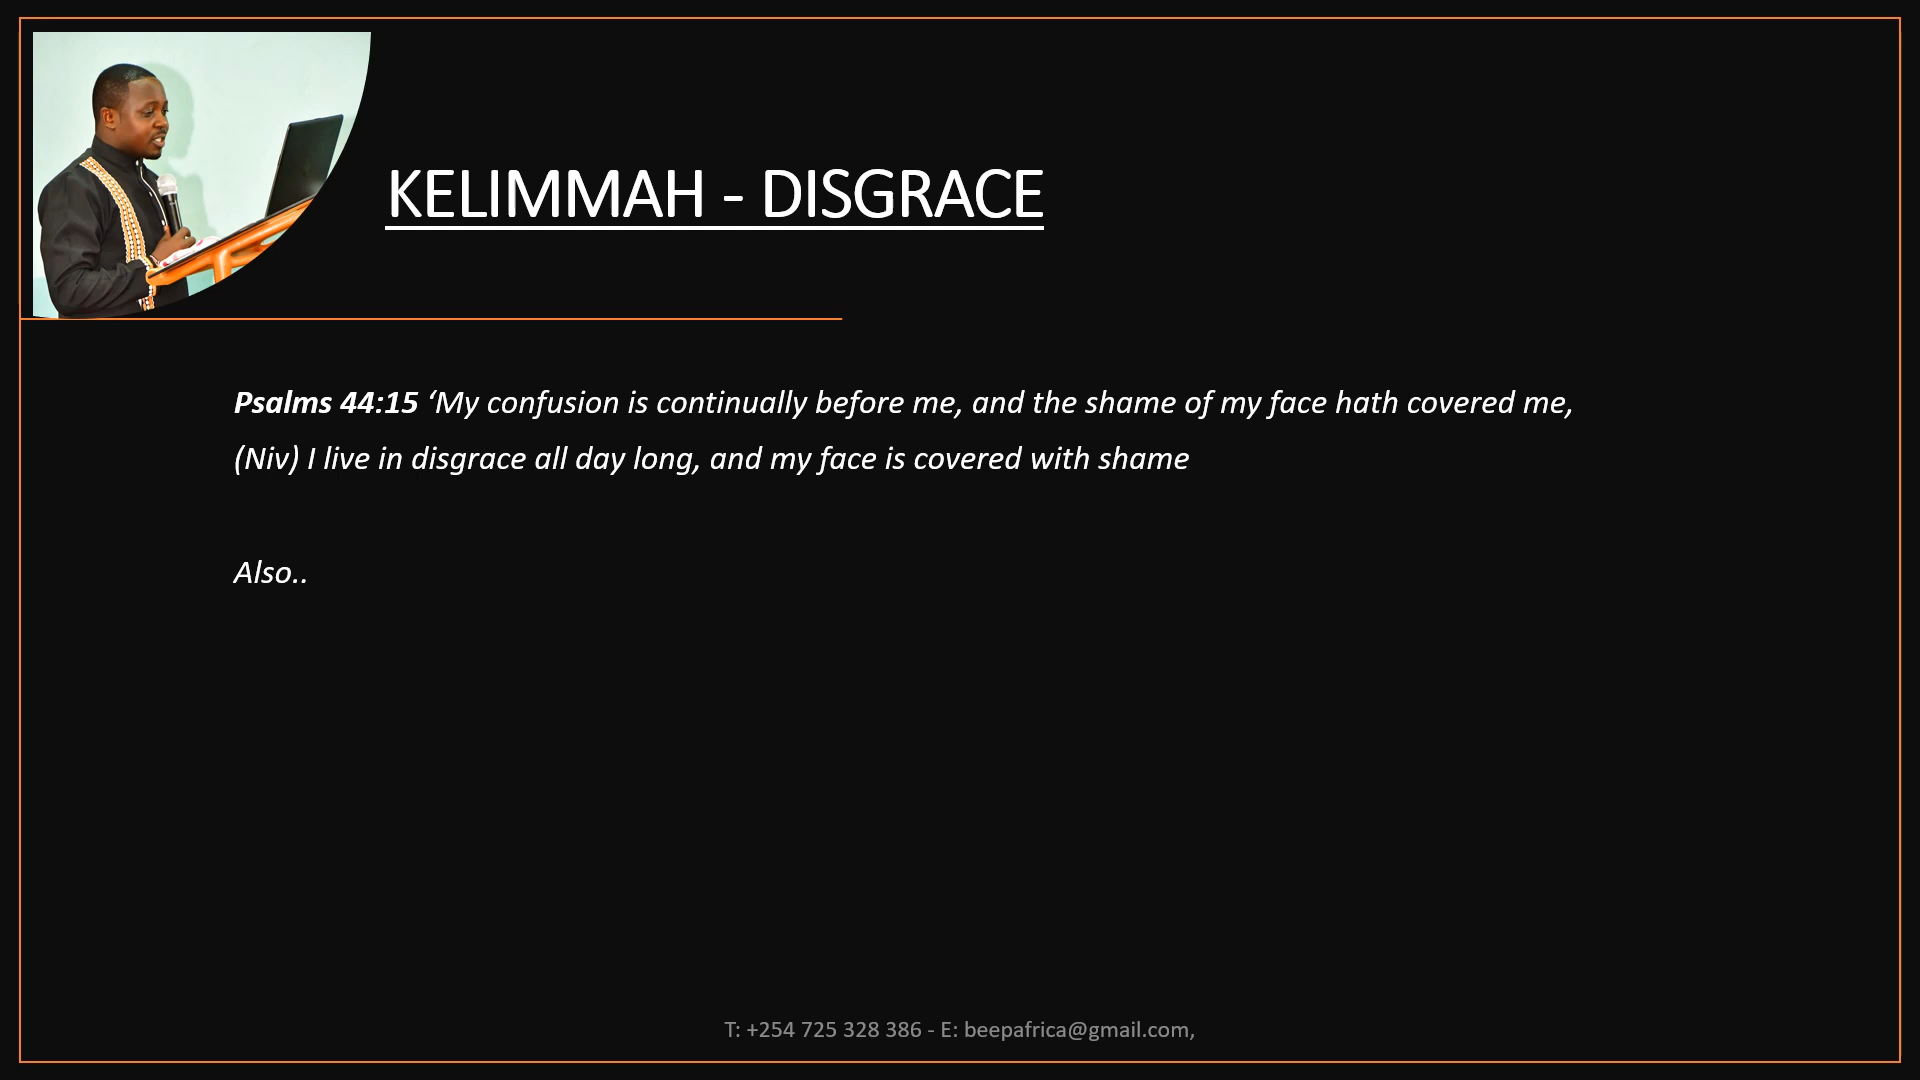 KELIMMAH - DISGRACE
Psalms 44:15 ‘My confusion is continually before me, and the shame of my face hath covered me,
(Niv) I live in disgrace all day long, and my face is covered with shame
Also..
T: +254 725 328 386 - E: beepafrica@gmail.com,